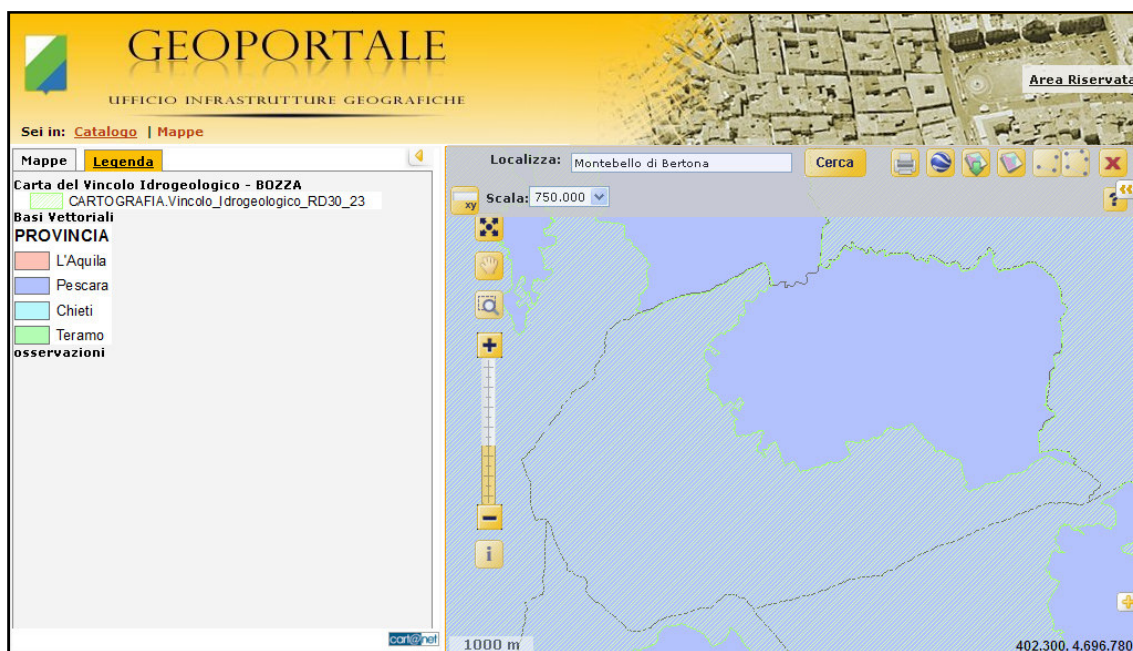 GEOPORTALE
UFFICIO INFRASTRUTTURE GEOGRAFICHE
Area Riservata
Sei in: Catalogo | Mappe
Mappe Legenda
Localizza: Montebello di Bertona Cerca
Carta del Vincolo Idrogeologico - BOZZA
CARTOGRAFIA.Vincolo_Idrogeologico_RD30_23
xy Scala: 750.000 ?
Basi Vettoriali
PROVINCIA
L'Aquila
Pescara
Chieti
Teramo
osservazioni
i
cart@net
1000 m
402.300, 4.696.780